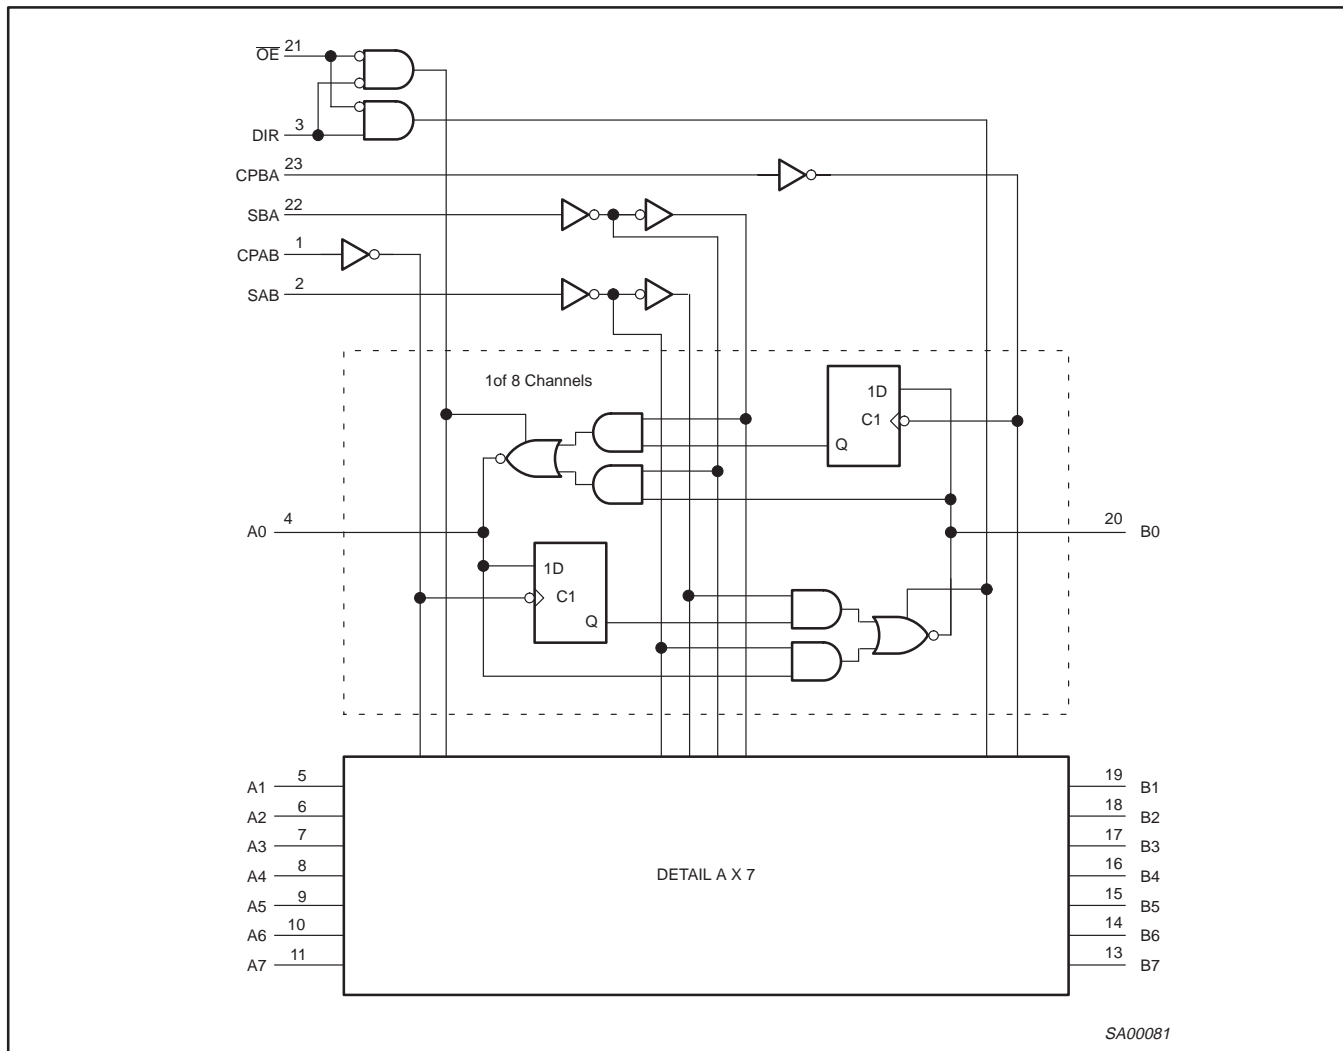 OE 21
DIR 3
CPBA 23
SBA 22
CPAB 1
SAB 2
1of 8 Channels
1D
C1
Q
A0 4
20 B0
1D
C1
Q
A1 5
19 B1
A2 6
18 B2
A3 7
17 B3
A4 8
16 B4
DETAIL A X 7
A5 9
15 B5
A6 10
14 B6
A7 11
13 B7
SA00081